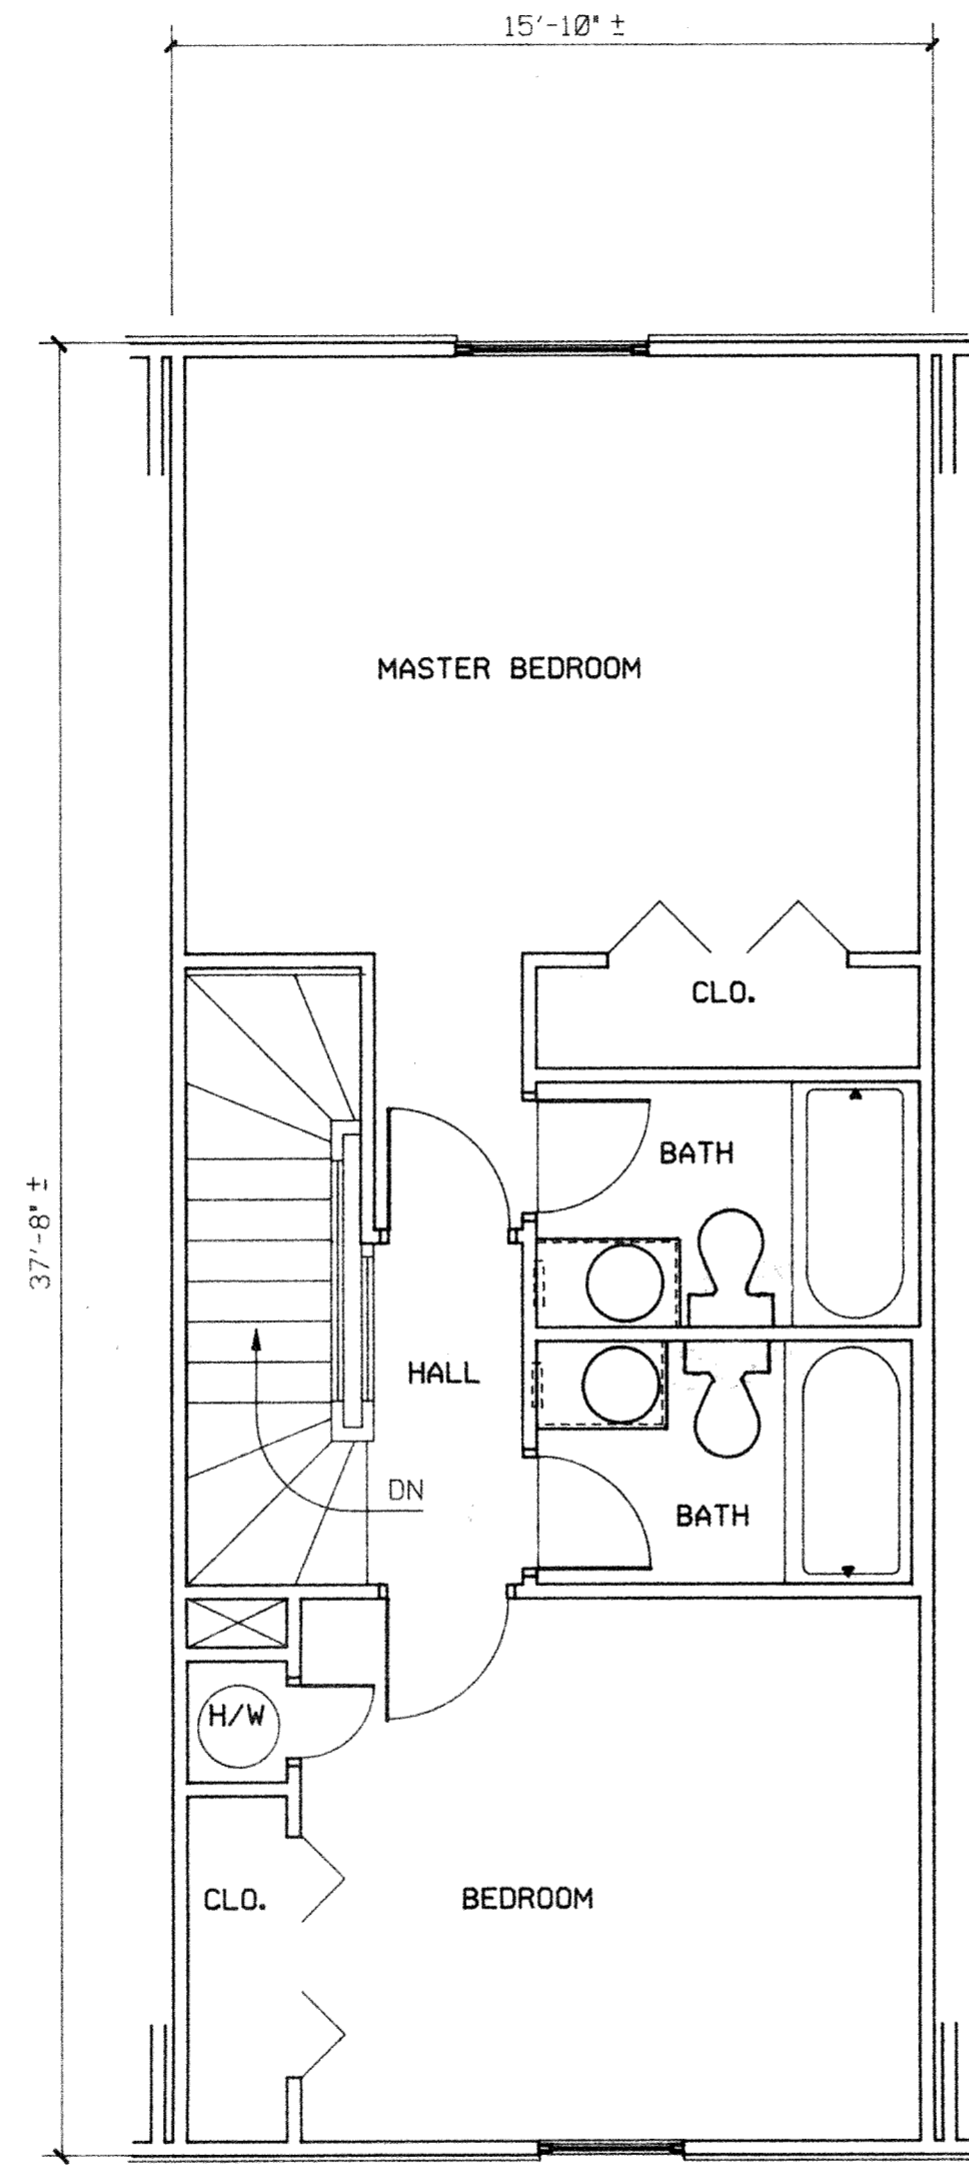 15'-10" ±
MASTER BEDROOM
CLO.
BATH
37'-8" ±
HALL
DN
BATH
H/W
CLO.
BEDROOM